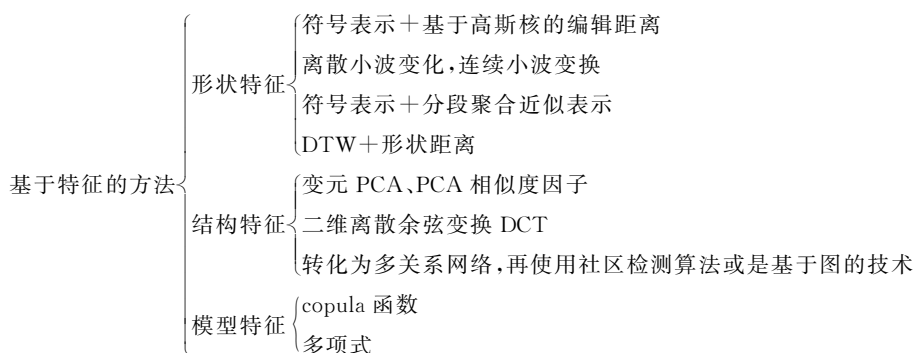 符号表示+基于高斯核的编辑距离
离散小波变化,连续小波变换
形状特征
符号表示+分段聚合近似表示
DTW+形状距离
基于特征的方法
变元 PCA、PCA 相似度因子
结构特征
二维离散余弦变换 DCT
转化为多关系网络,再使用社区检测算法或是基于图的技术
copula 函数
模型特征
多项式